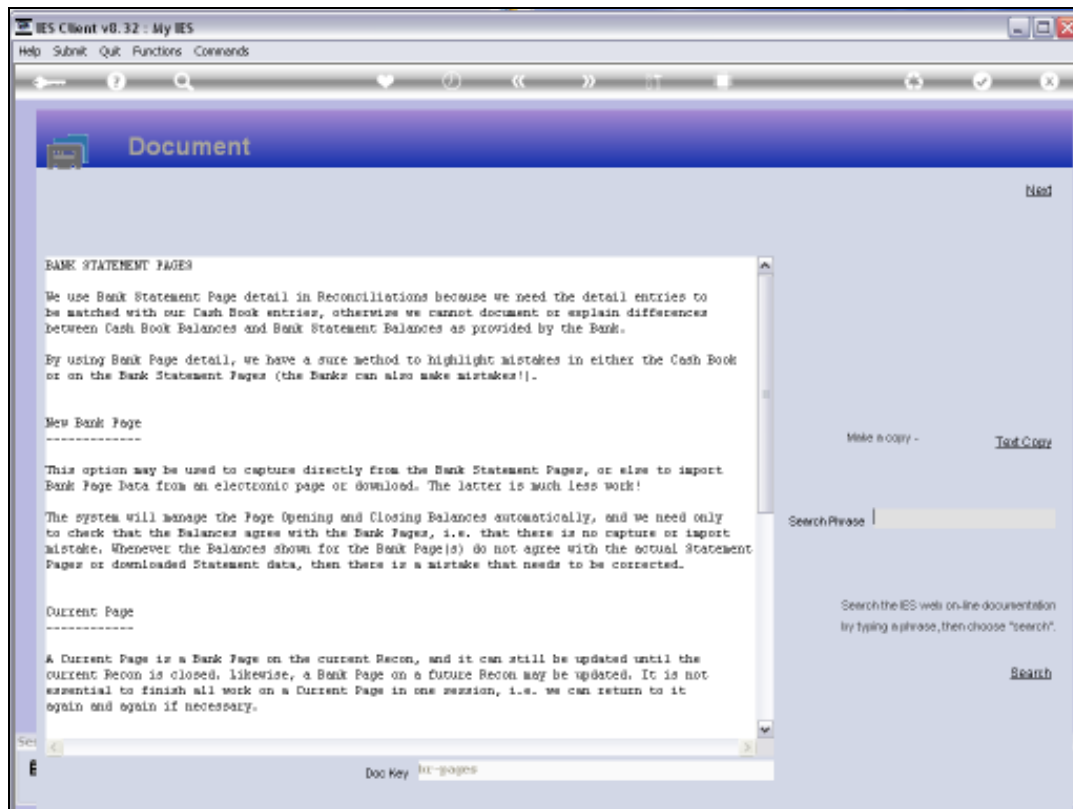 IES Client v8.32 : My IES
Help Submit Quit Functions Commands
Document
Next
BANK STATEMENT PAGES
We use Bank Statement Page detail in Reconciliations because we need the detail entries to
be matched with our Cash Book entries, otherwise we cannot document or explain differences
between Cash Book Balances and Bank Statement Balances as provided by the Bank.
By using Bank Page detail, we have a sure method to highlight mistakes in either the Cash Book
or on the Bank Statement Pages (the Banks can also make mistakes!).
New Bank Page
-------------
This option may be used to capture directly from the Bank Statement Pages, or else to import
Bank Page Data from an electronic page or download. The latter is much less work!
The system will manage the Page Opening and Closing Balances automatically, and we need only
to check that the Balances agree with the Bank Pages, i.e. that there is no capture or import
mistake. Whenever the Balances shown for the Bank Page(s) do not agree with the actual Statement
Pages or downloaded Statement data, then there is a mistake that needs to be corrected.
Current Page
------------
A Current Page is a Bank Page on the current Recon, and it can still be updated until the
current Recon is closed. Likewise, a Bank Page on a future Recon may be updated. It is not
essential to finish all work on a Current Page in one session, i.e. we can return to it
again and again if necessary.
Make a copy -
Text Copy
Search Phrase
Search the IES web on-line documentation
by typing a phrase, then choose "search".
Search
Ses
Doc Key br-pages